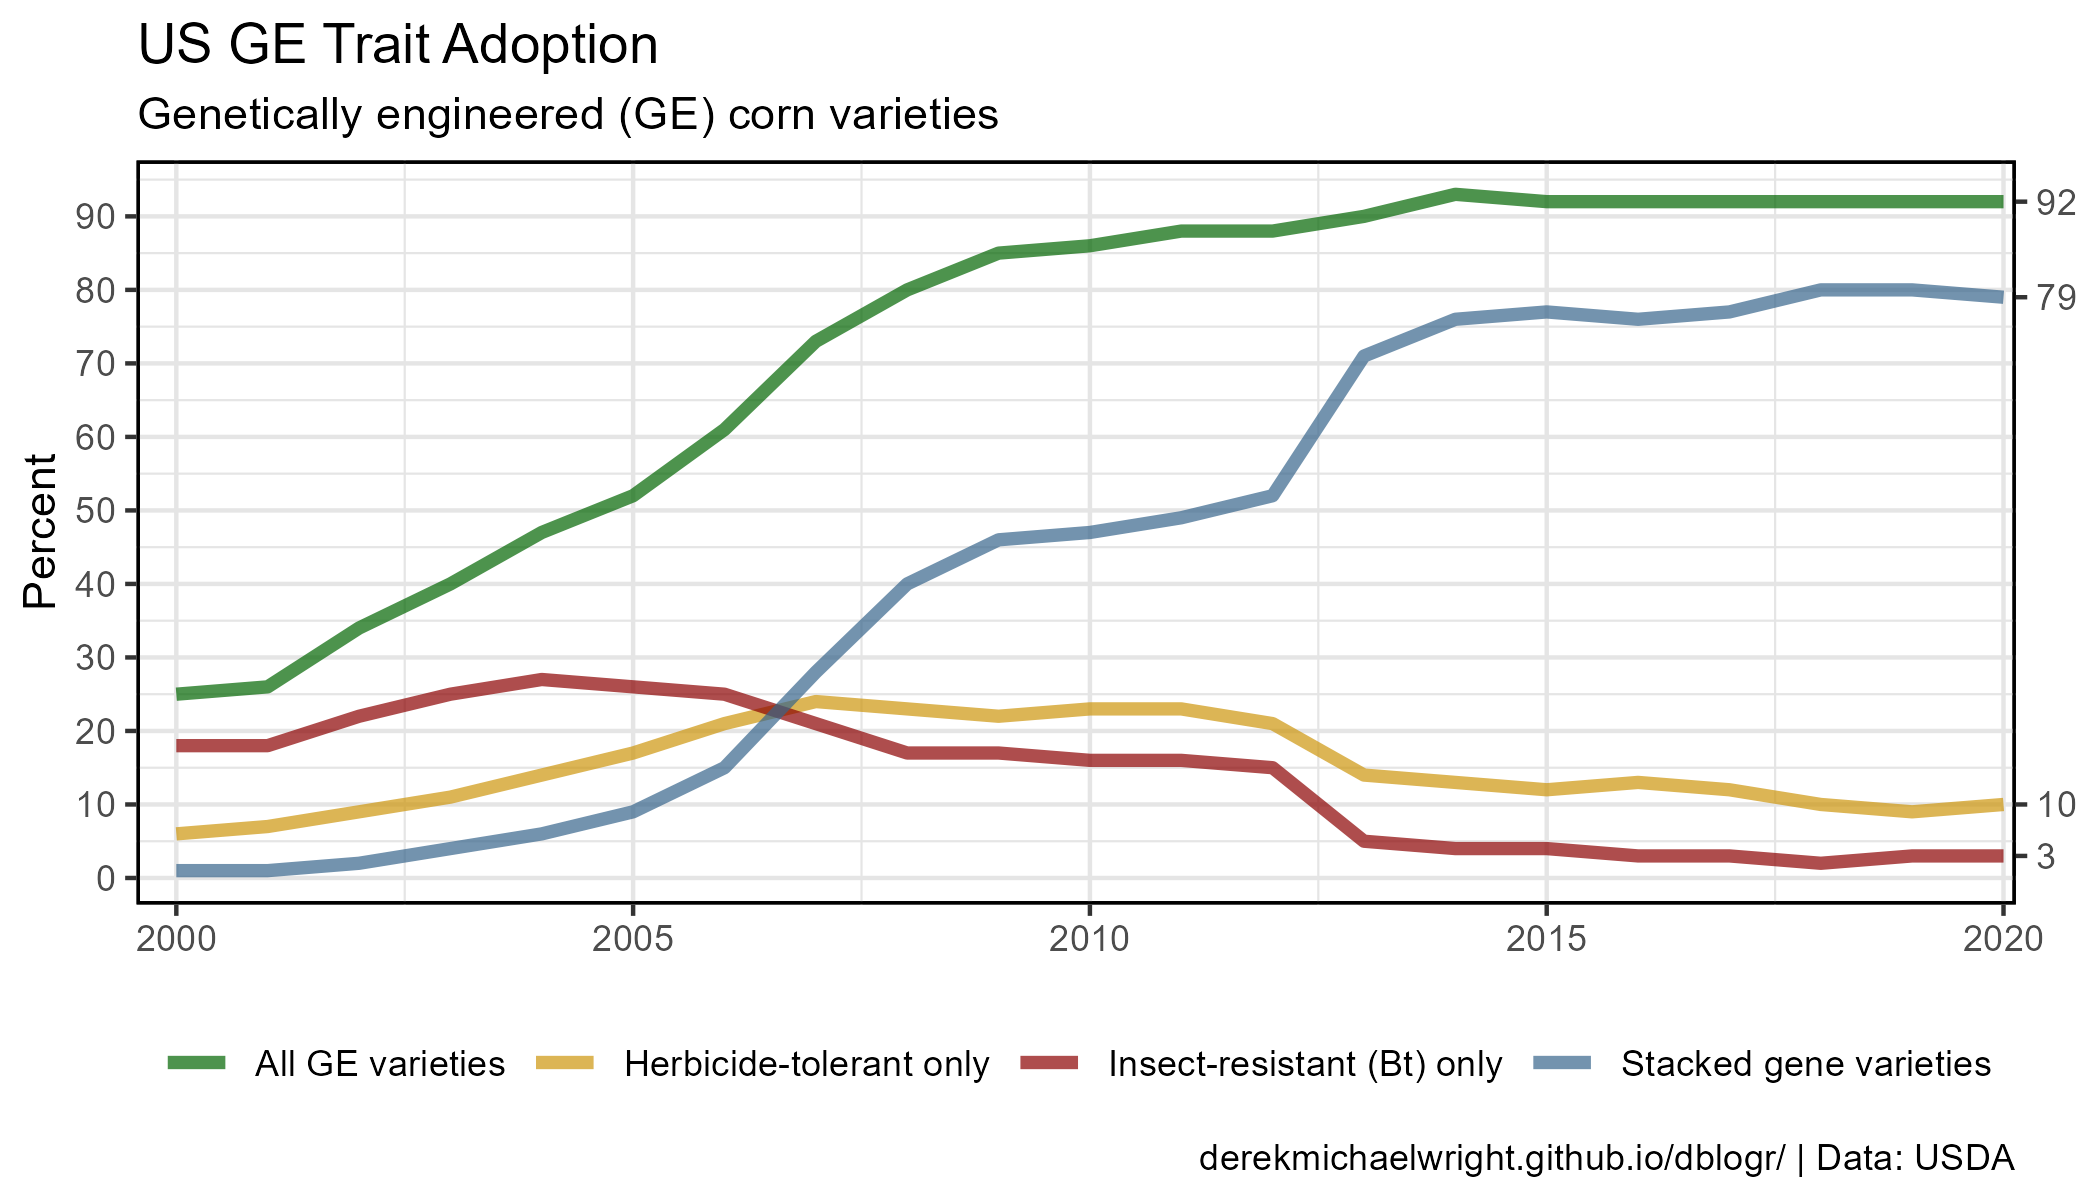 US GE Trait Adoption
Genetically engineered (GE) corn varieties
Percent
90
80
70
60
50
40
30
20
10
0
92
79
10
3
2000 2005 2010 2015 2020
All GE varieties Herbicide-tolerant only Insect-resistant (Bt) only Stacked gene varieties
derekmichaelwright.github.io/dblogr/ | Data: USDA